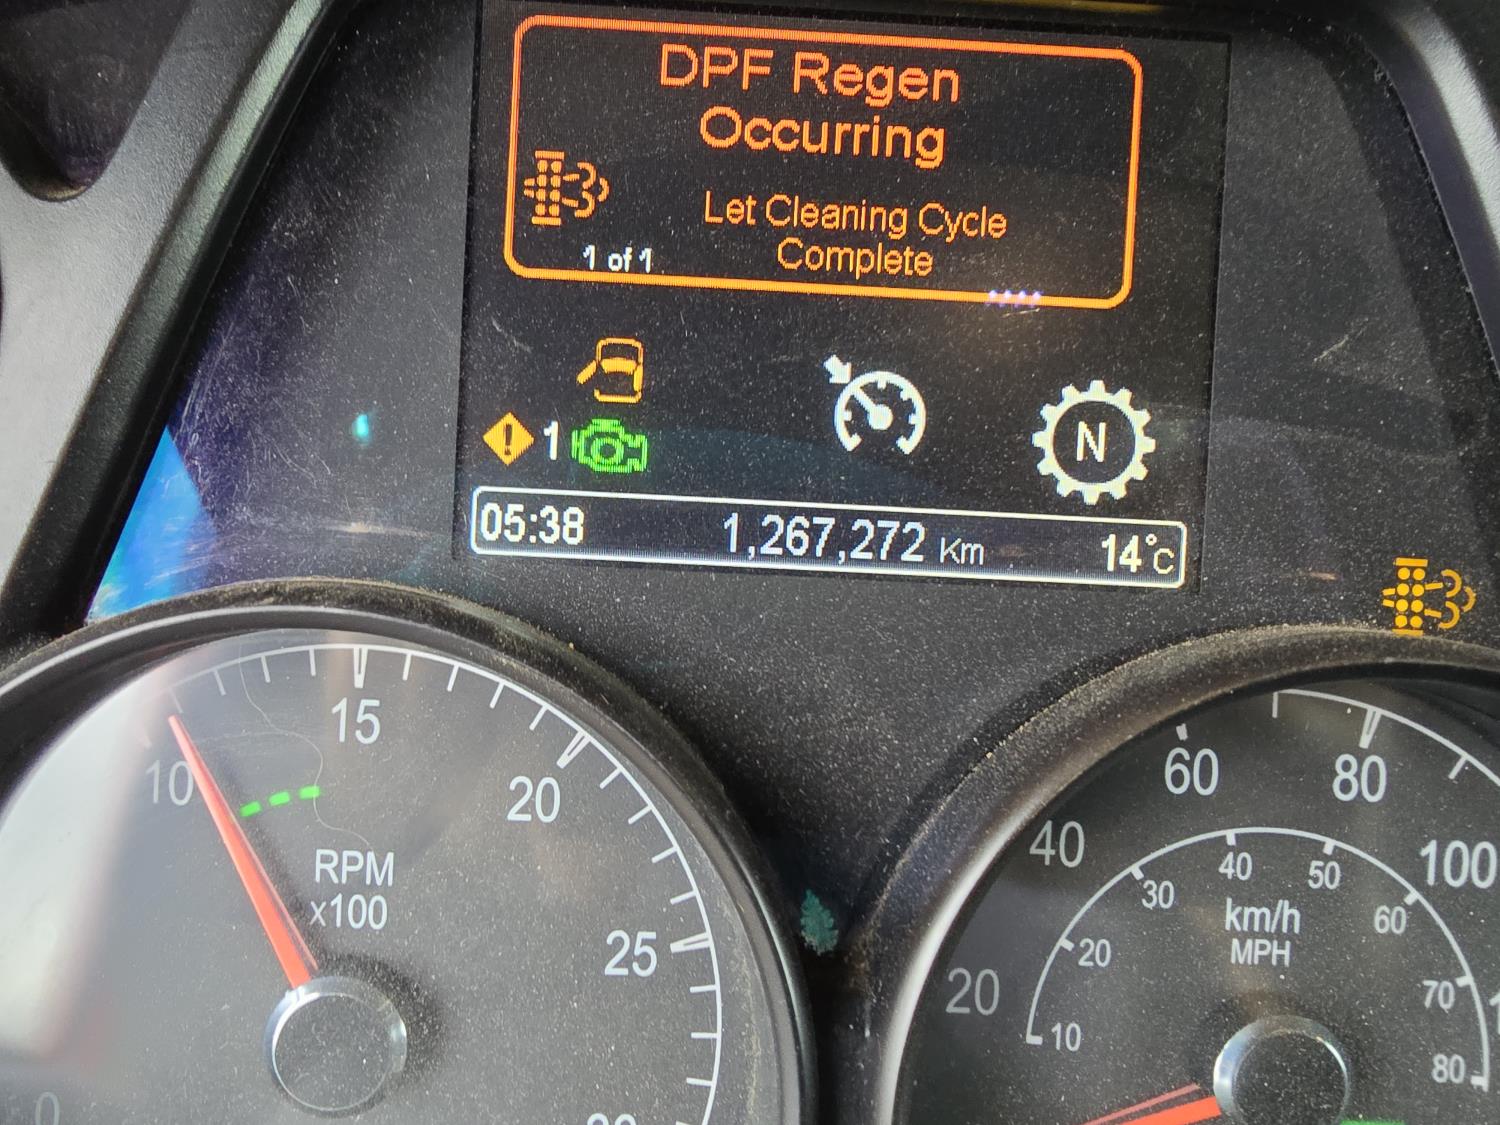 DPF Regen
Occurring
Let Cleaning Cycle
Complete
1 of 1
1
N
05:38 1,267,272 Km 14°C
10 15 20 25
RPM
x100
0
20 40 60 80 100
km/h
MPH
10 20 30 40 50 60 70 80